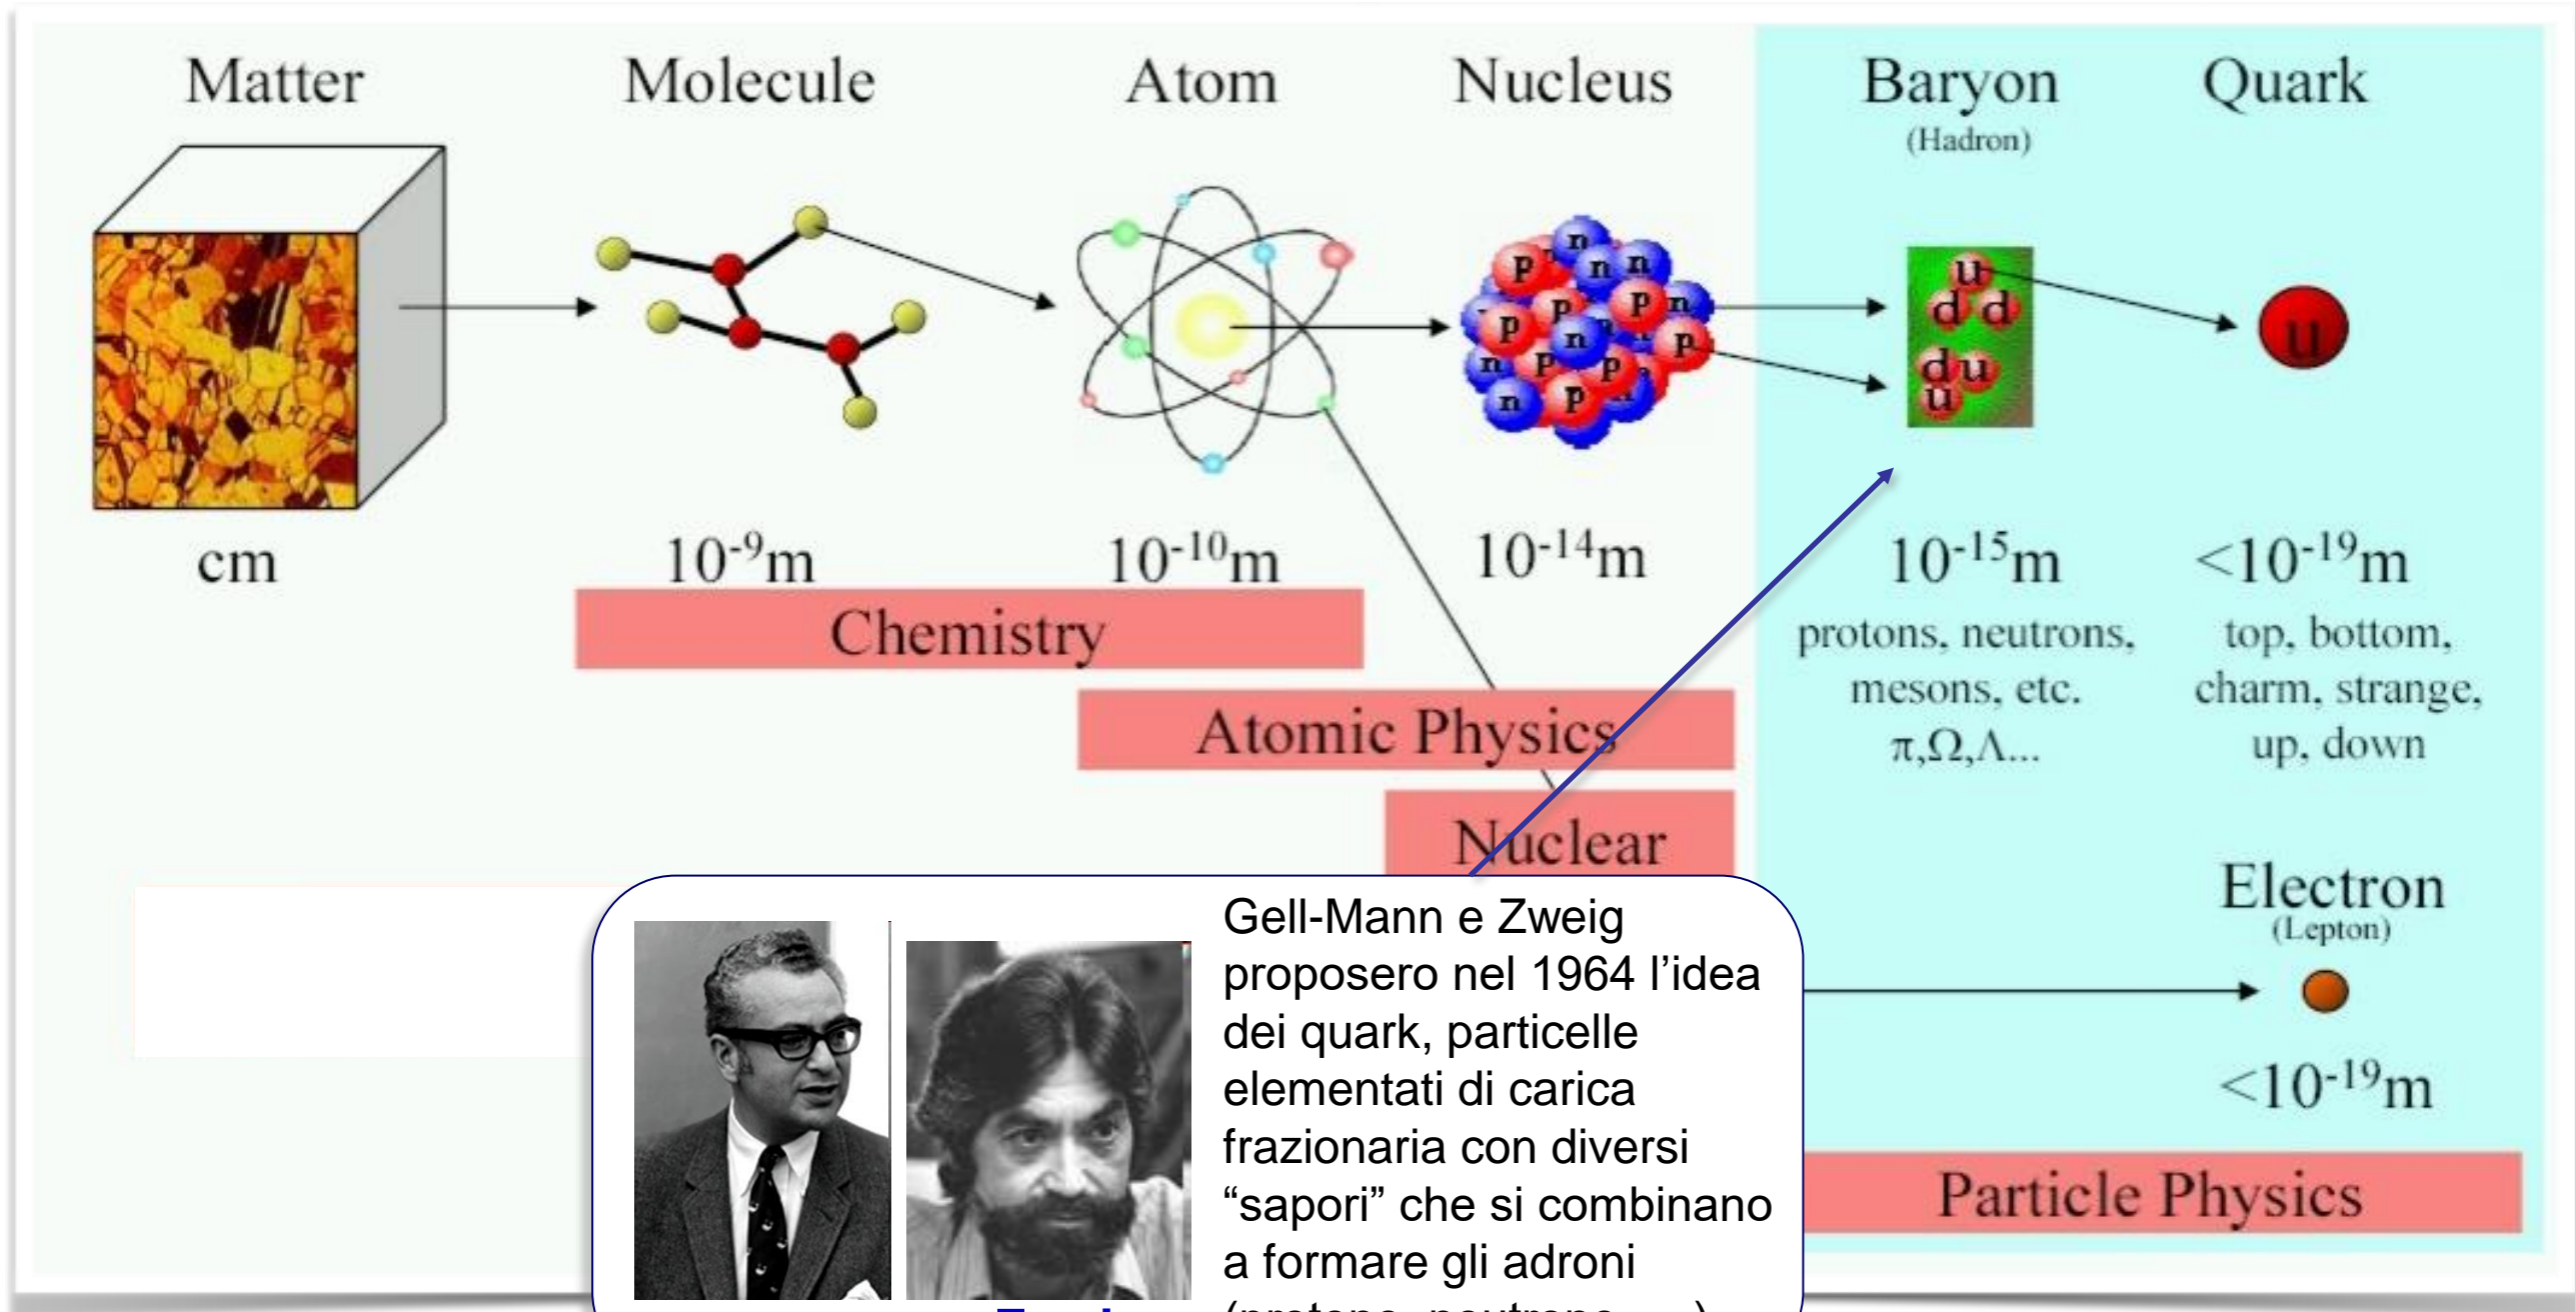 Matter
Molecule
Atom
Nucleus
Baryon
(Hadron)
Quark
n
p
n
n
p
p
n
p
n
p
n
p
p
n
p
u
d d
d u
u
u
cm
10⁻⁹m
10⁻¹⁰m
10⁻¹⁴m
10⁻¹⁵m
<10⁻¹⁹m
Chemistry
protons, neutrons,
mesons, etc.
π,Ω,Λ...
top, bottom,
charm, strange,
up, down
Atomic Physics
Nuclear
Electron
(Lepton)
<10⁻¹⁹m
Particle Physics
Gell-Mann e Zweig
proposero nel 1964 l’idea
dei quark, particelle
elementati di carica
frazionaria con diversi
“sapori” che si combinano
a formare gli adroni